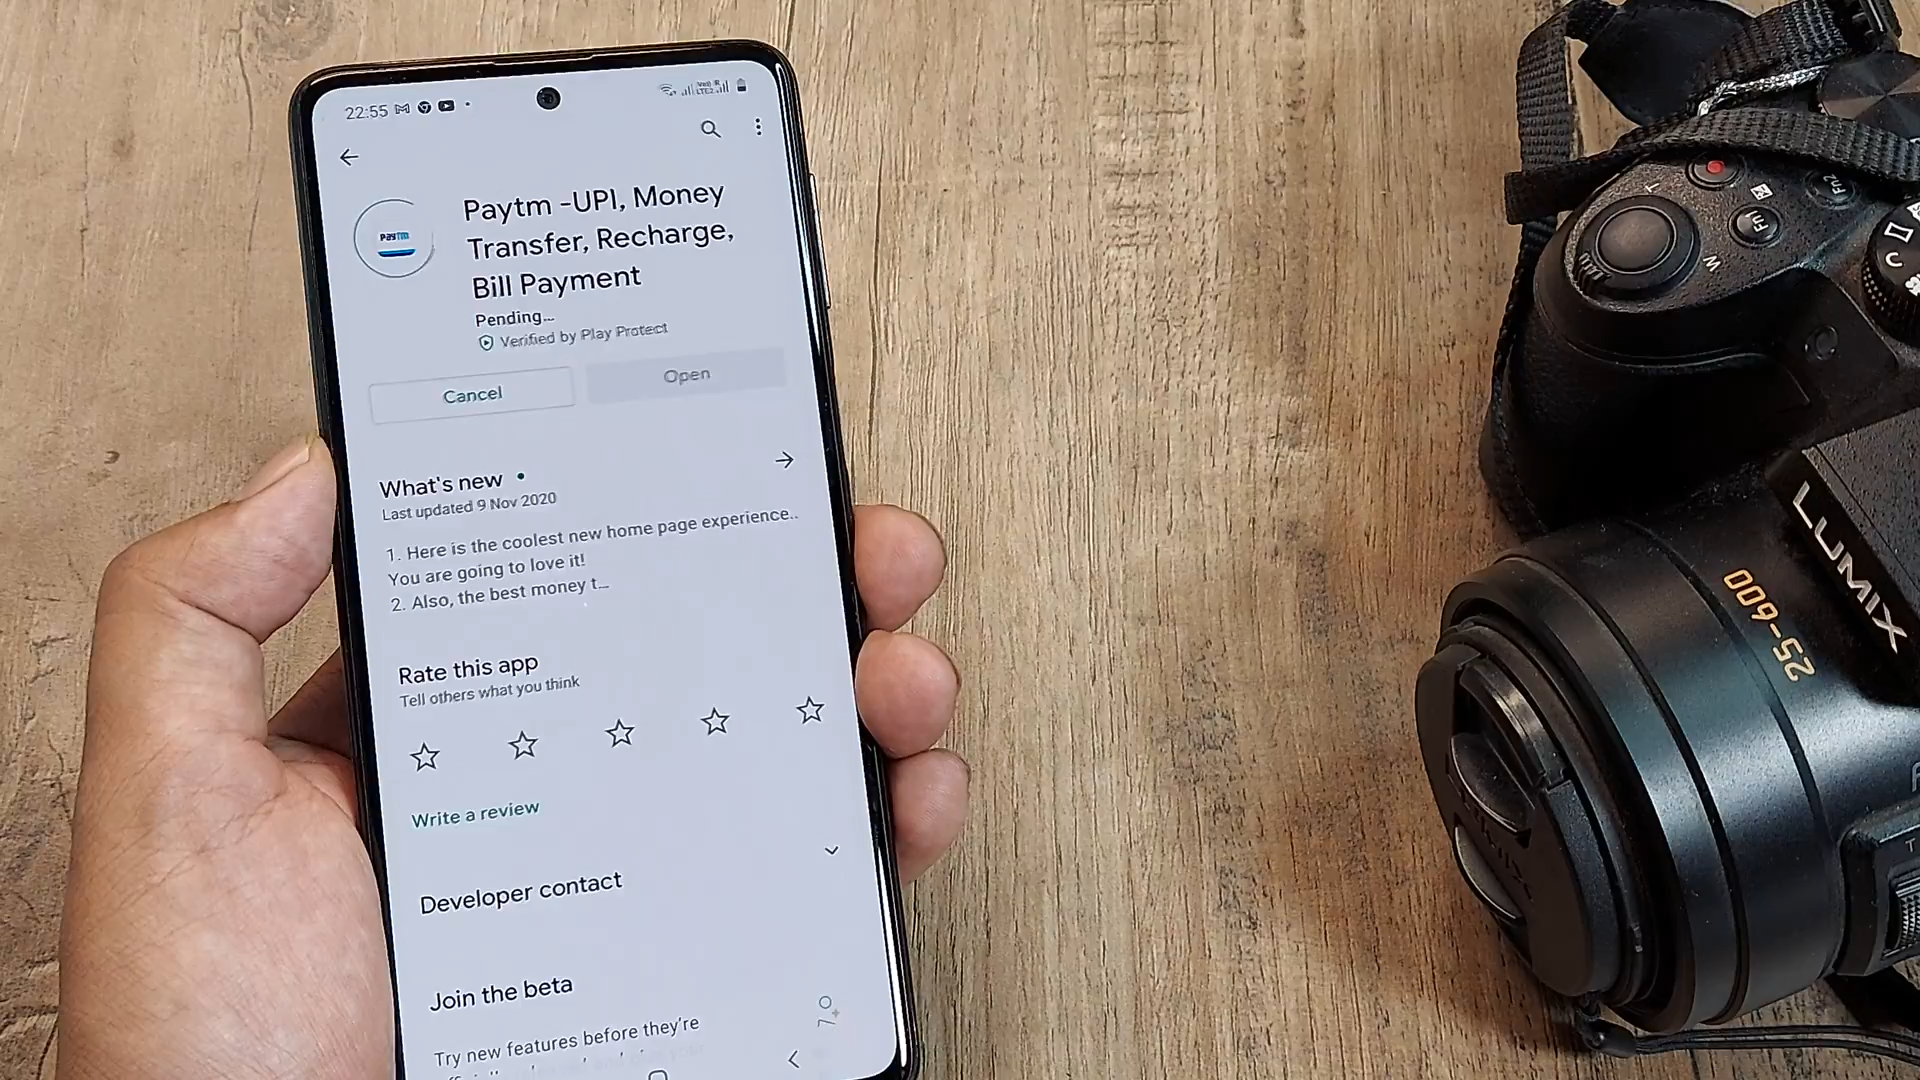 22:55
Paytm -UPI, Money
Transfer, Recharge,
Bill Payment
Paytm
Pending...
Verified by Play Protect
Cancel
Open
What's new
Last updated 9 Nov 2020
1. Here is the coolest new home page experience..
You are going to love it!
2. Also, the best money t...
Rate this app
Tell others what you think
Write a review
Developer contact
Join the beta
Try new features before they're
T
W
Fn1
Fn2
C
LUMIX
25-600